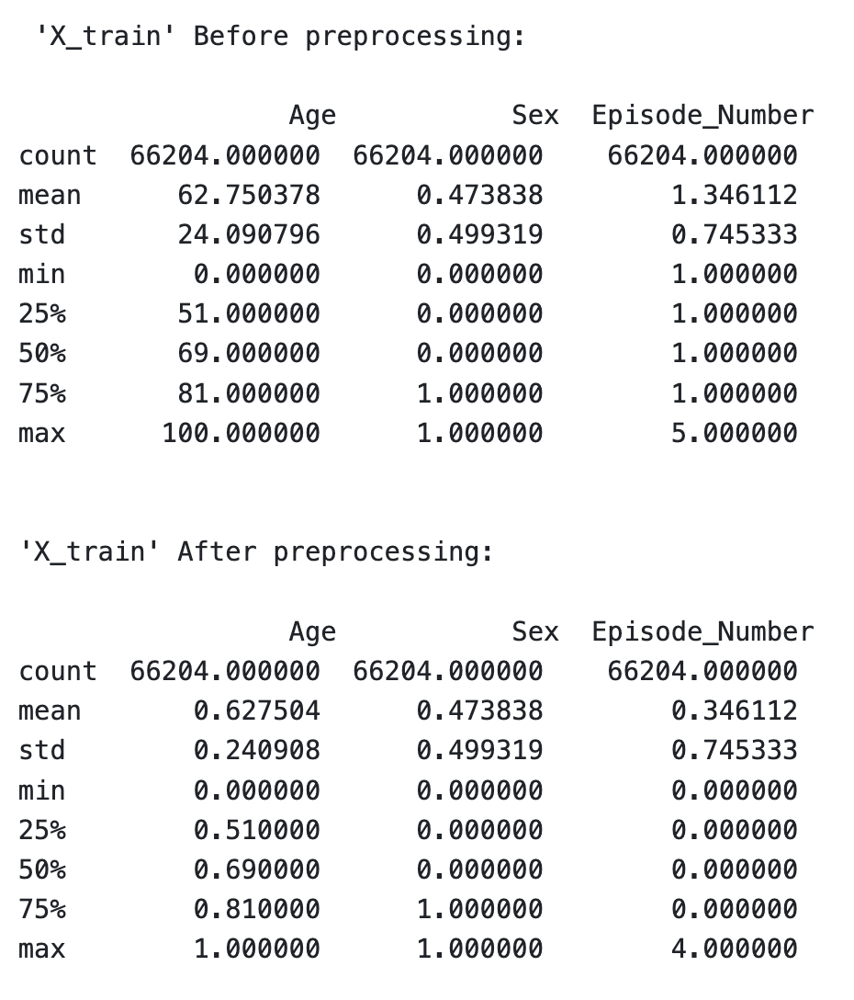 'X_train' Before preprocessing:
Age Sex Episode_Number
count 66204.000000 66204.000000 66204.000000
mean 62.750378 0.473838 1.346112
std 24.090796 0.499319 0.745333
min 0.000000 0.000000 1.000000
25% 51.000000 0.000000 1.000000
50% 69.000000 0.000000 1.000000
75% 81.000000 1.000000 1.000000
max 100.000000 1.000000 5.000000
'X_train' After preprocessing:
Age Sex Episode_Number
count 66204.000000 66204.000000 66204.000000
mean 0.627504 0.473838 0.346112
std 0.240908 0.499319 0.745333
min 0.000000 0.000000 0.000000
25% 0.510000 0.000000 0.000000
50% 0.690000 0.000000 0.000000
75% 0.810000 1.000000 0.000000
max 1.000000 1.000000 4.000000